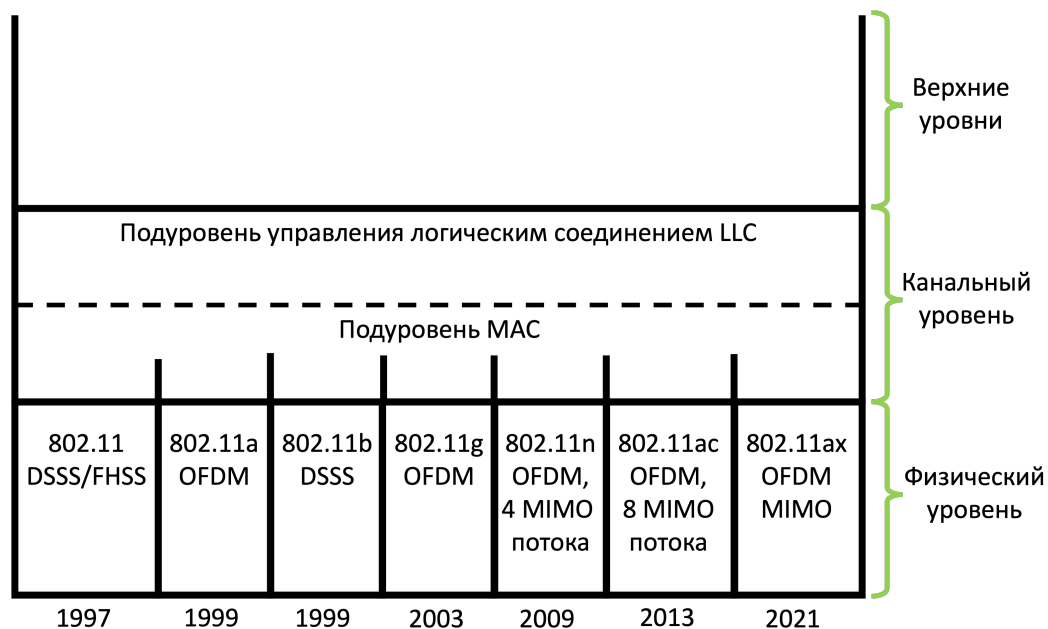 Верхние
уровни
Подуровень управления логическим соединением LLC
Канальный
уровень
Подуровень MAC
802.11
DSSS/FHSS
802.11a
OFDM
802.11b
DSSS
802.11g
OFDM
802.11n
OFDM,
4 MIMO
потока
802.11ac
OFDM,
8 MIMO
потока
802.11ax
OFDM
MIMO
Физический
уровень
1997
1999
1999
2003
2009
2013
2021